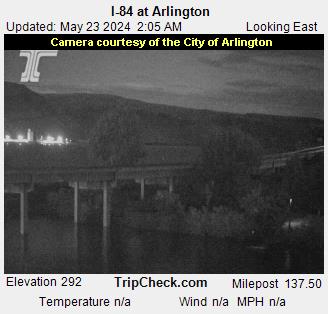 I-84 at Arlington
Updated: May 23 2024 2:05 AM Looking East
Camera courtesy of the City of Arlington
Elevation 292 TripCheck.com Milepost 137.50
Temperature n/a Wind n/a MPH n/a